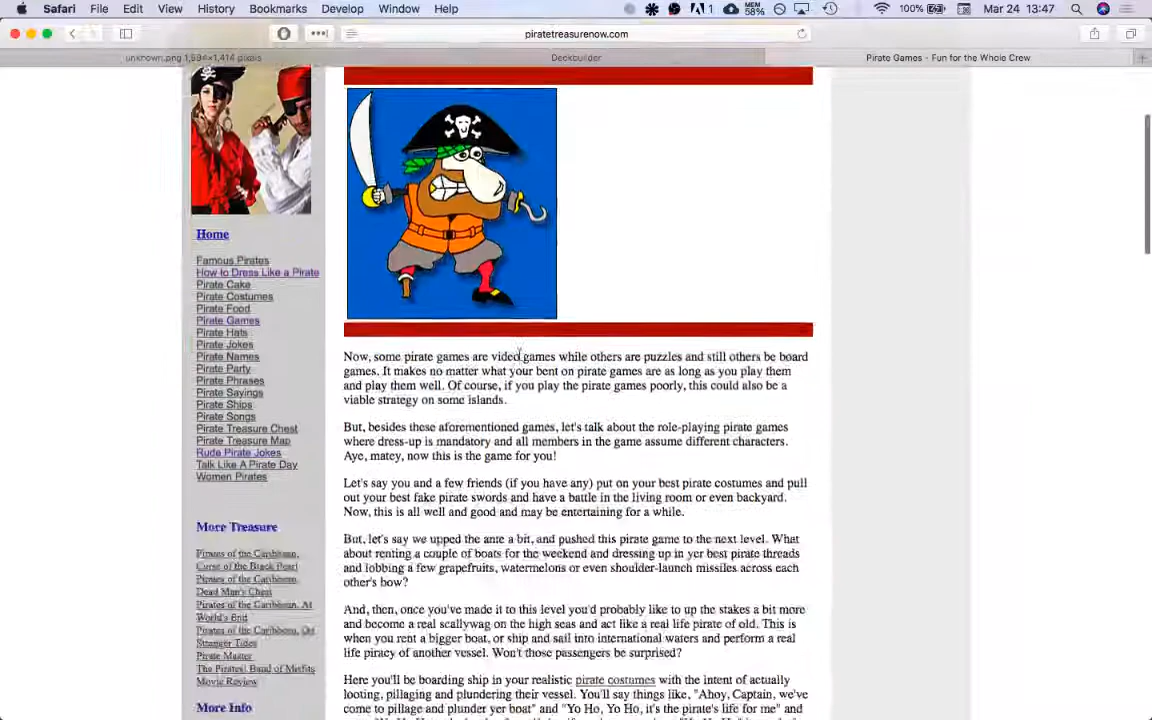 Safari File Edit View History Bookmarks Develop Window Help
1 MEM 58% 100% Mar 24 13:47
piratetreasurenow.com
unknown.png 1,594×1,414 pixels Deckbuilder Pirate Games - Fun for the Whole Crew
Home
Famous Pirates
How to Dress Like a Pirate
Pirate Cake
Pirate Costumes
Pirate Food
Pirate Games
Pirate Hats
Pirate Jokes
Pirate Names
Pirate Party
Pirate Phrases
Pirate Sayings
Pirate Ships
Pirate Songs
Pirate Treasure Chest
Pirate Treasure Map
Rude Pirate Jokes
Talk Like A Pirate Day
Women Pirates
More Treasure
Pirates of the Caribbean,
Curse of the Black Pearl
Pirates of the Caribbean,
Dead Man's Chest
Pirates of the Caribbean, At
World's End
Pirates of the Caribbean, On
Stranger Tides
Pirate Master
The Pirates! Band of Misfits
Movie Review
More Info
Now, some pirate games are video games while others are puzzles and still others be board
games. It makes no matter what your bent on pirate games are as long as you play them
and play them well. Of course, if you play the pirate games poorly, this could also be a
viable strategy on some islands.
But, besides these aforementioned games, let's talk about the role-playing pirate games
where dress-up is mandatory and all members in the game assume different characters.
Aye, matey, now this is the game for you!
Let's say you and a few friends (if you have any) put on your best pirate costumes and pull
out your best fake pirate swords and have a battle in the living room or even backyard.
Now, this is all well and good and may be entertaining for a while.
But, let's say we upped the ante a bit, and pushed this pirate game to the next level. What
about renting a couple of boats for the weekend and dressing up in yer best pirate threads
and lobbing a few grapefruits, watermelons or even shoulder-launch missiles across each
other's bow?
And, then, once you've made it to this level you'd probably like to up the stakes a bit more
and become a real scallywag on the high seas and act like a real life pirate of old. This is
when you rent a bigger boat, or ship and sail into international waters and perform a real
life piracy of another vessel. Won't those passengers be surprised?
Here you'll be boarding ship in your realistic pirate costumes with the intent of actually
looting, pillaging and plundering their vessel. You'll say things like, "Ahoy, Captain, we've
come to pillage and plunder yer boat" and "Yo Ho, Yo Ho, it's the pirate's life for me" and